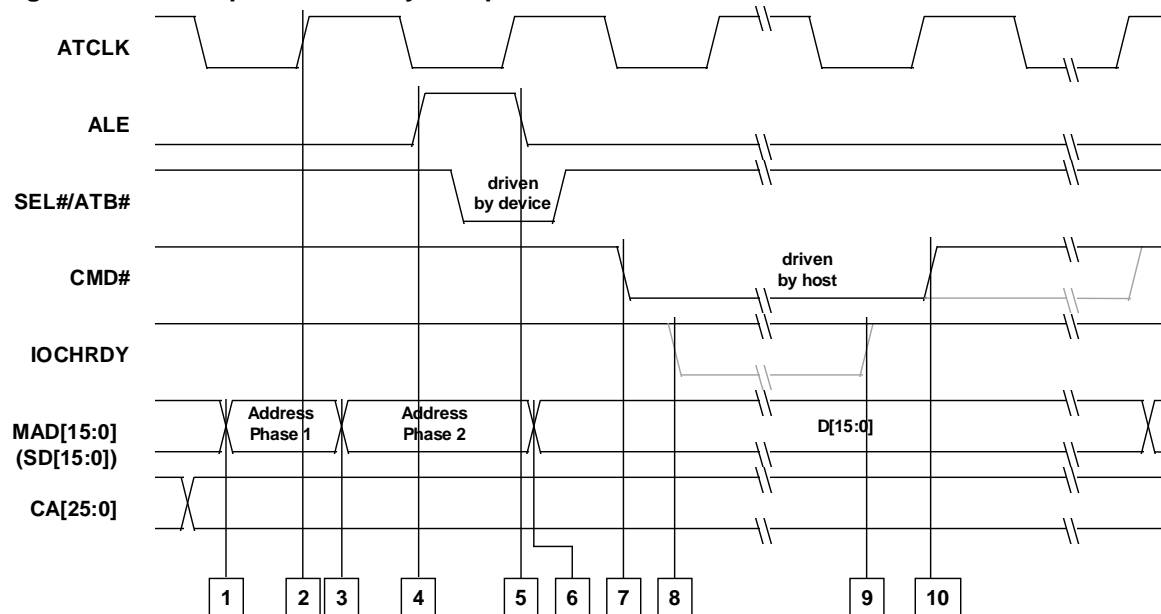 ATCLK
ALE
driven
by device
SEL#/ATB#
driven
by host
CMD#
IOCHRDY
Address
Phase 1
Address
Phase 2
D[15:0]
MAD[15:0]
(SD[15:0])
CA[25:0]
1
2
3
4
5
6
7
8
9
10